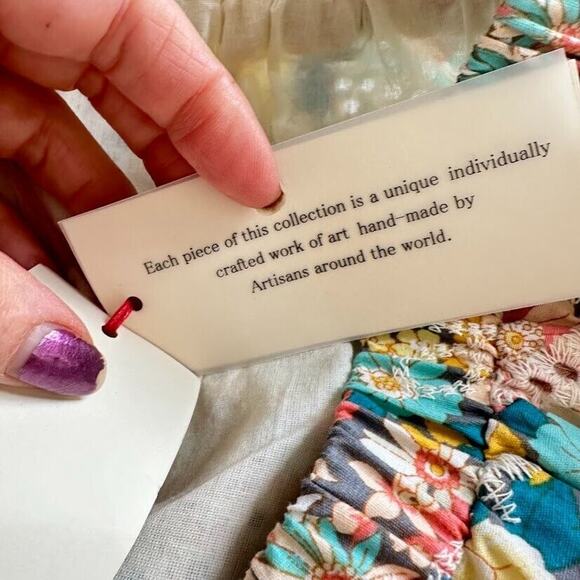 Each piece of this collection is a unique individually
crafted work of art hand-made by
Artisans around the world.